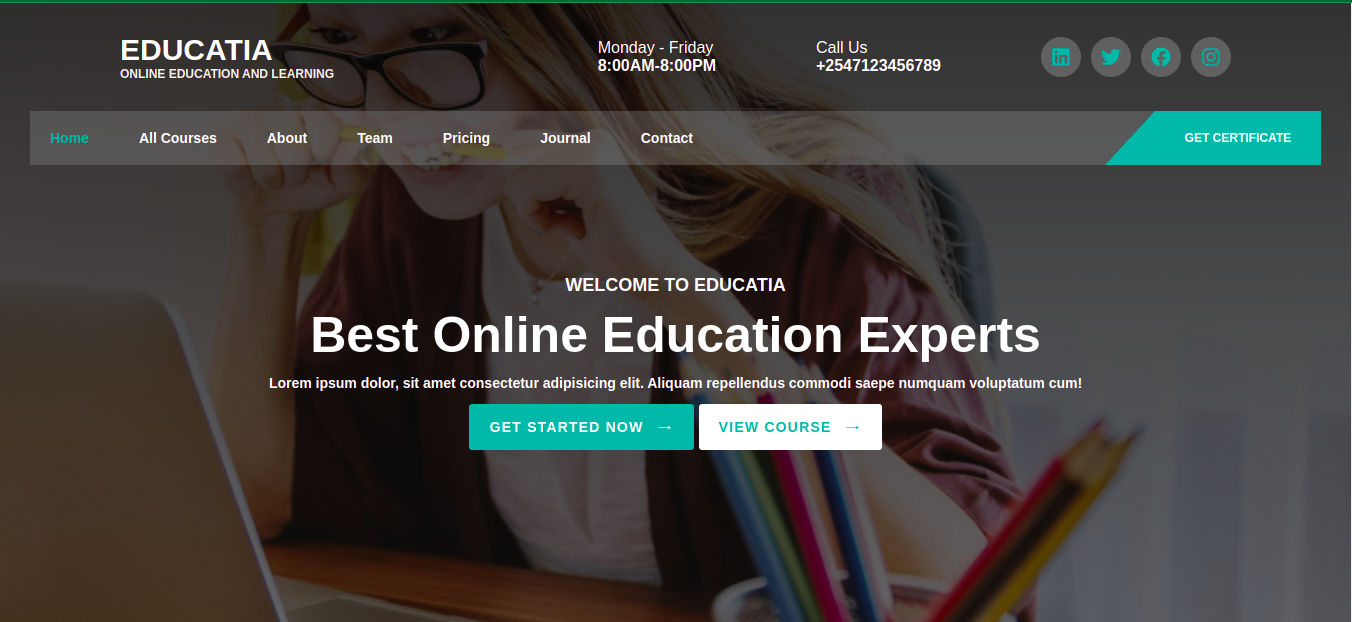 EDUCATIA
ONLINE EDUCATION AND LEARNING
Monday - Friday
8:00AM-8:00PM
Call Us
+2547123456789
Home
All Courses
About
Team
Pricing
Journal
Contact
GET CERTIFICATE
WELCOME TO EDUCATIA
Best Online Education Experts
Lorem ipsum dolor, sit amet consectetur adipisicing elit. Aliquam repellendus commodi saepe numquam voluptatum cum!
GET STARTED NOW →
VIEW COURSE →